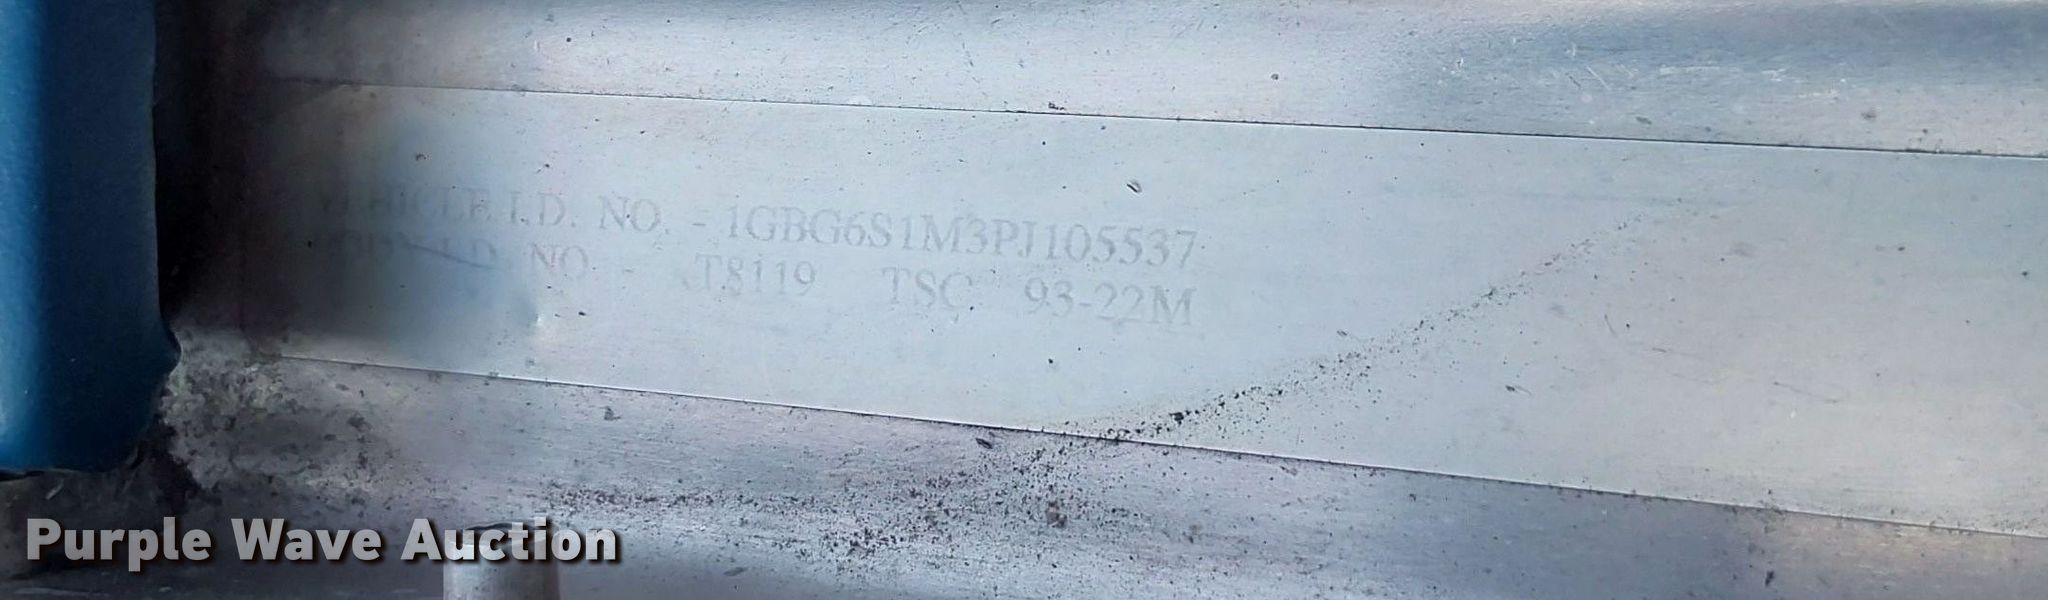 VEHICLE I.D. NO. - 1GBG6S1M3PJ105537
I.D. NO - T8119 TSC 93-22M
Purple Wave Auction